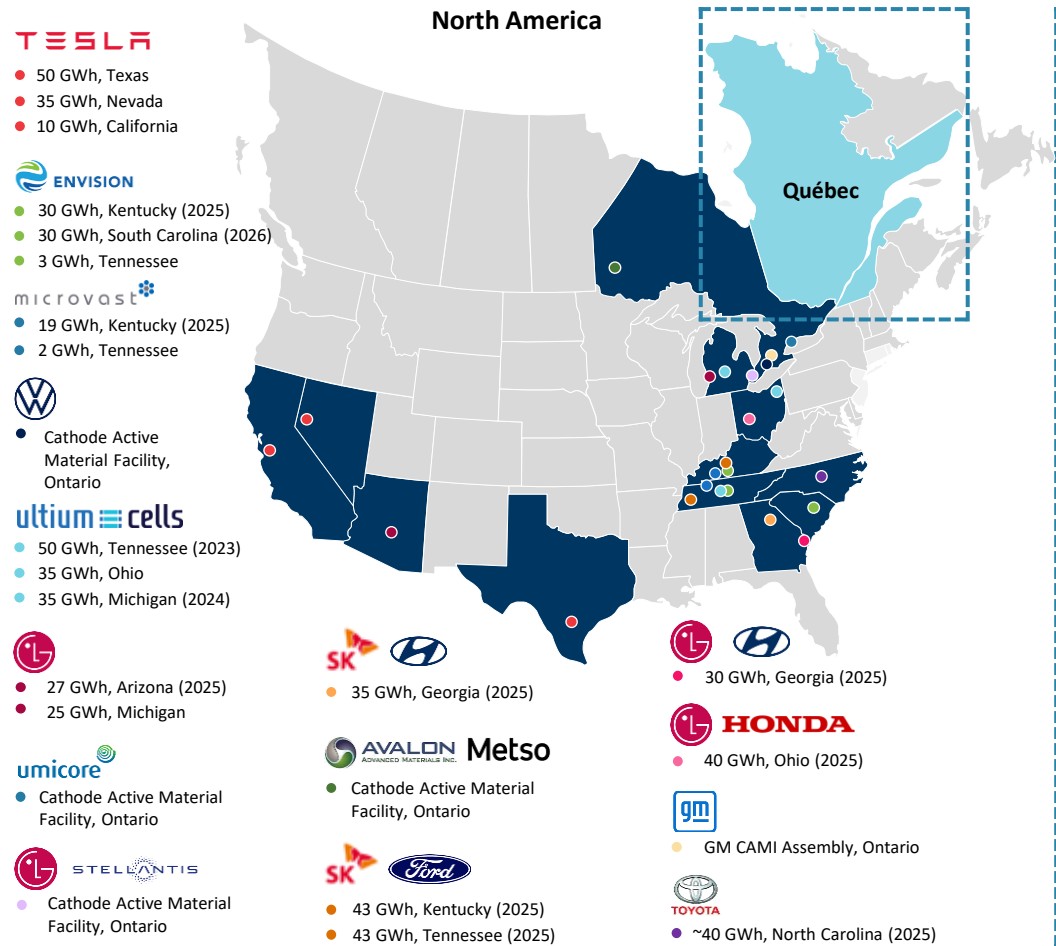 North America
Québec
TESLA
50 GWh, Texas
35 GWh, Nevada
10 GWh, California
ENVISION
30 GWh, Kentucky (2025)
30 GWh, South Carolina (2026)
3 GWh, Tennessee
microvast
19 GWh, Kentucky (2025)
2 GWh, Tennessee
VW
Cathode Active
Material Facility,
Ontario
ultium cells
50 GWh, Tennessee (2023)
35 GWh, Ohio
35 GWh, Michigan (2024)
LG
27 GWh, Arizona (2025)
25 GWh, Michigan
umicore
Cathode Active Material
Facility, Ontario
LG STELLANTIS
Cathode Active Material
Facility, Ontario
SK
35 GWh, Georgia (2025)
AVALON Metso
ADVANCED MATERIALS INC.
Cathode Active Material
Facility, Ontario
SK Ford
43 GWh, Kentucky (2025)
43 GWh, Tennessee (2025)
LG
30 GWh, Georgia (2025)
LG HONDA
40 GWh, Ohio (2025)
gm
GM CAMI Assembly, Ontario
TOYOTA
~40 GWh, North Carolina (2025)